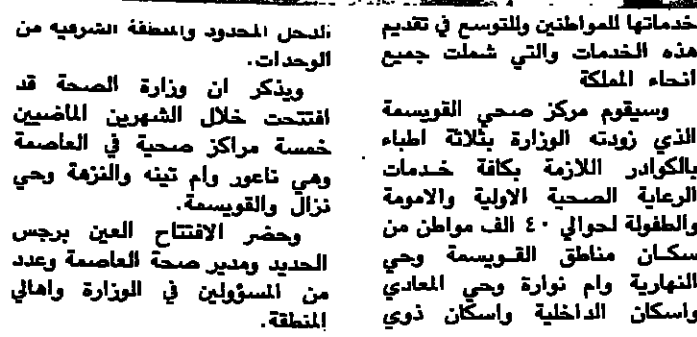 خدماتها للمواطنين وللتوسع في تقديم
هذه الخدمات والتي شملت جميع
انحاء المملكة
وسيقوم مركز صحي القويسمة
الذي زودته الوزارة بثلاثة اطباء
بالكوادر اللازمة بكافة خدمات
الرعاية الصحية الاولية والامومة
والطفولة لحوالي ٤٠ الف مواطن من
سكان مناطق القويسمة وحي
النهارية وام نوارة وحي المعادي
واسكان الداخلية واسكان ذوي
الدخل المحدود والمنطقة الشرقيه من
الوحدات.
ويذكر ان وزارة الصحة قد
افتتحت خلال الشهرين الماضيين
خمسة مراكز صحية في العاصمة
وهي ناعور وام تينه والنزهة وحي
نزال والقويسمة.
وحضر الافتتاح العين برجس
الحديد ومدير صحة العاصمة وعدد
من المسؤولين في الوزارة واهالي
المنطقة.